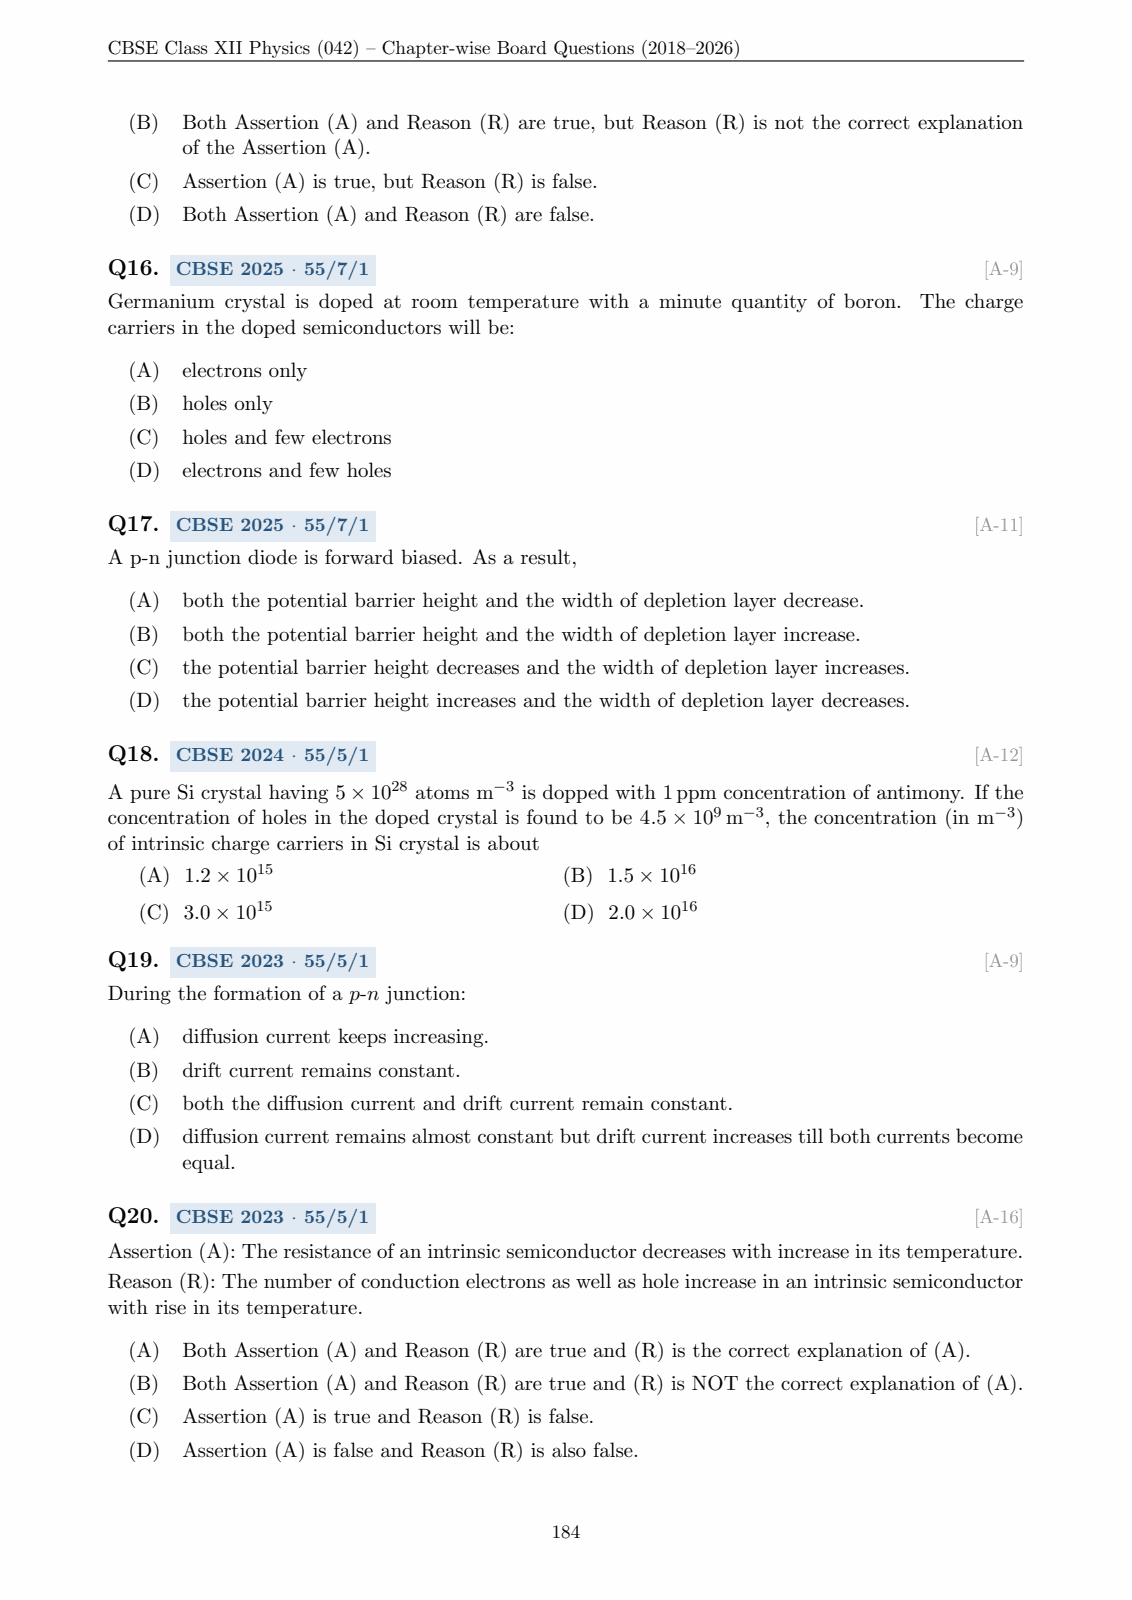 CBSE Class XII Physics (042) – Chapter-wise Board Questions (2018–2026)
(B) Both Assertion (A) and Reason (R) are true, but Reason (R) is not the correct explanation
of the Assertion (A).
(C) Assertion (A) is true, but Reason (R) is false.
(D) Both Assertion (A) and Reason (R) are false.
Q16. CBSE 2025 · 55/7/1 [A-9]
Germanium crystal is doped at room temperature with a minute quantity of boron. The charge
carriers in the doped semiconductors will be:
(A) electrons only
(B) holes only
(C) holes and few electrons
(D) electrons and few holes
Q17. CBSE 2025 · 55/7/1 [A-11]
A p-n junction diode is forward biased. As a result,
(A) both the potential barrier height and the width of depletion layer decrease.
(B) both the potential barrier height and the width of depletion layer increase.
(C) the potential barrier height decreases and the width of depletion layer increases.
(D) the potential barrier height increases and the width of depletion layer decreases.
Q18. CBSE 2024 · 55/5/1 [A-12]
A pure Si crystal having 5 × 10²⁸ atoms m⁻³ is dopped with 1 ppm concentration of antimony. If the
concentration of holes in the doped crystal is found to be 4.5 × 10⁹ m⁻³, the concentration (in m⁻³)
of intrinsic charge carriers in Si crystal is about
(A) 1.2 × 10¹⁵ (B) 1.5 × 10¹⁶
(C) 3.0 × 10¹⁵ (D) 2.0 × 10¹⁶
Q19. CBSE 2023 · 55/5/1 [A-9]
During the formation of a p-n junction:
(A) diffusion current keeps increasing.
(B) drift current remains constant.
(C) both the diffusion current and drift current remain constant.
(D) diffusion current remains almost constant but drift current increases till both currents become
equal.
Q20. CBSE 2023 · 55/5/1 [A-16]
Assertion (A): The resistance of an intrinsic semiconductor decreases with increase in its temperature.
Reason (R): The number of conduction electrons as well as hole increase in an intrinsic semiconductor
with rise in its temperature.
(A) Both Assertion (A) and Reason (R) are true and (R) is the correct explanation of (A).
(B) Both Assertion (A) and Reason (R) are true and (R) is NOT the correct explanation of (A).
(C) Assertion (A) is true and Reason (R) is false.
(D) Assertion (A) is false and Reason (R) is also false.
184